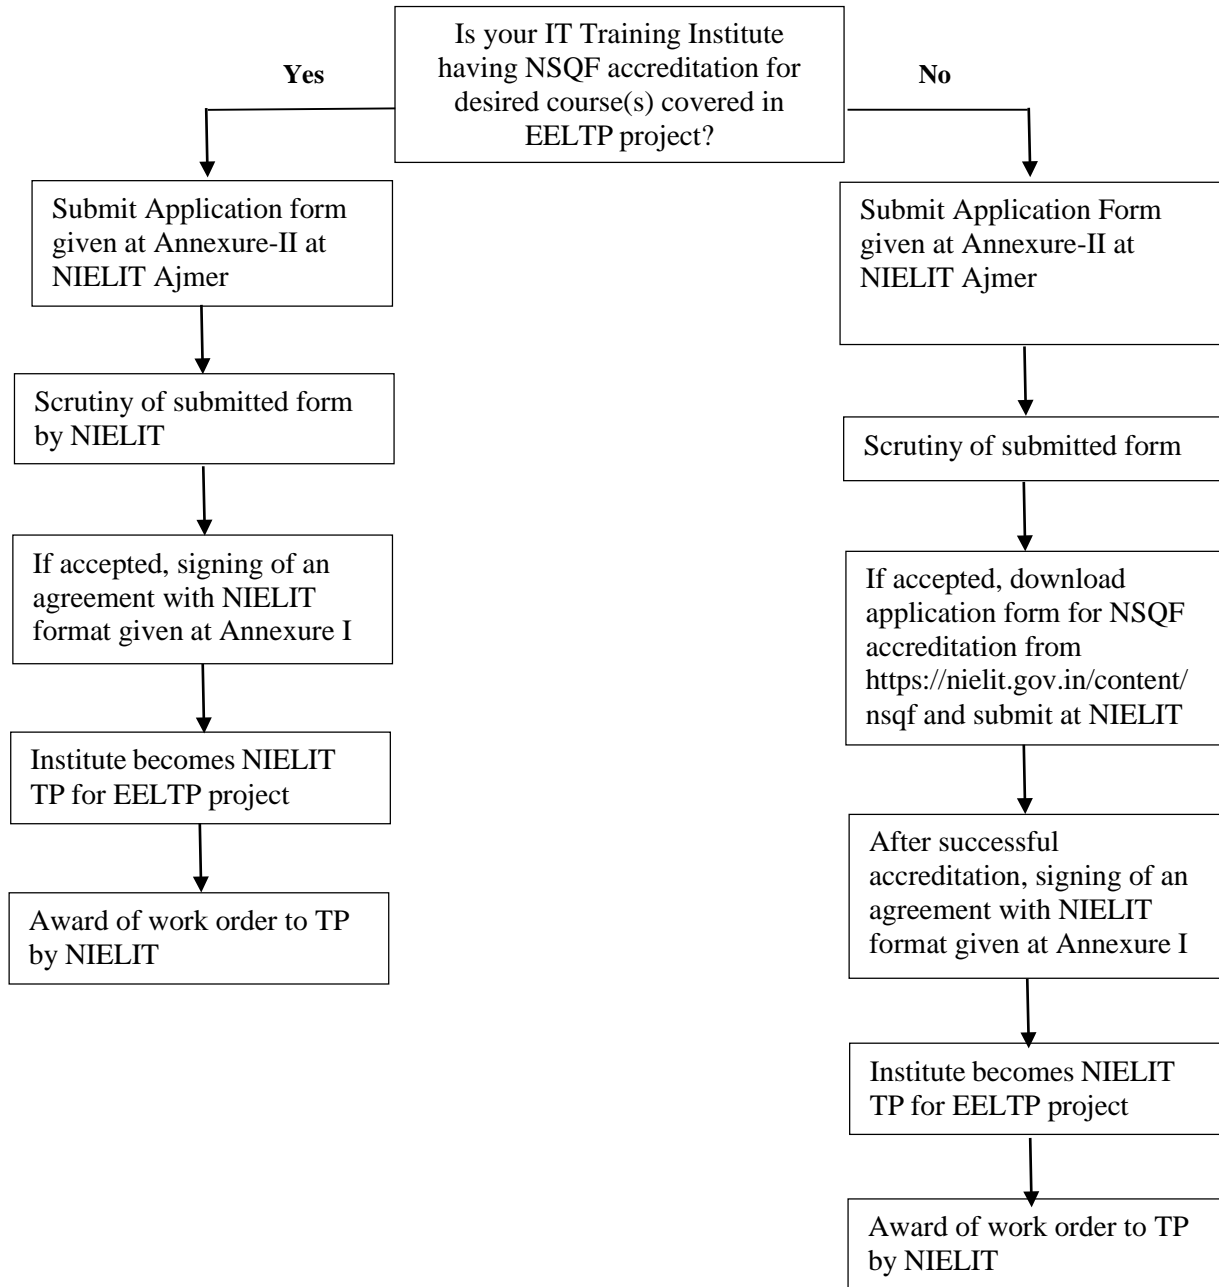 Is your IT Training Institute
having NSQF accreditation for
desired course(s) covered in
EELTP project?
Yes
No
Submit Application form
given at Annexure-II at
NIELIT Ajmer
Scrutiny of submitted form
by NIELIT
If accepted, signing of an
agreement with NIELIT
format given at Annexure I
Institute becomes NIELIT
TP for EELTP project
Award of work order to TP
by NIELIT
Submit Application Form
given at Annexure-II at
NIELIT Ajmer
Scrutiny of submitted form
If accepted, download
application form for NSQF
accreditation from
https://nielit.gov.in/content/
nsqf and submit at NIELIT
After successful
accreditation, signing of an
agreement with NIELIT
format given at Annexure I
Institute becomes NIELIT
TP for EELTP project
Award of work order to TP
by NIELIT